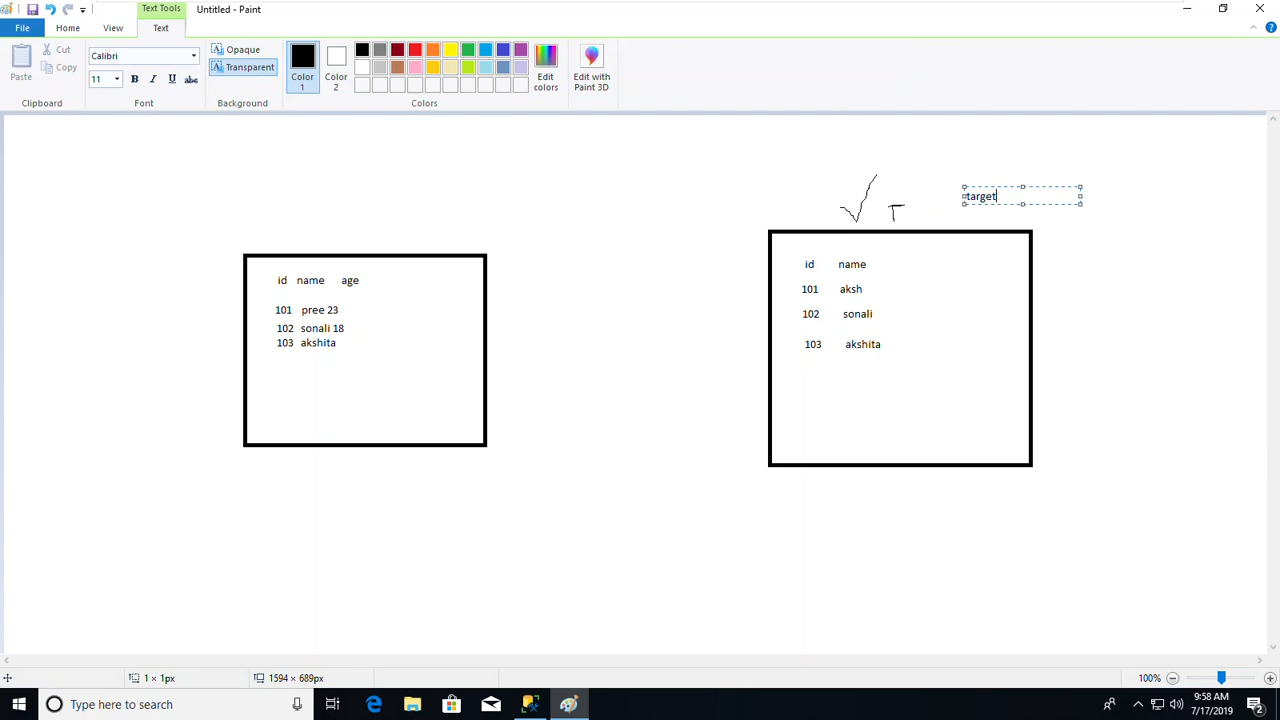 Text Tools
Untitled - Paint
File
Home
View
Text
Paste
Cut
Copy
Clipboard
Calibri
11
B I U abc
Font
Opaque
Transparent
Background
Color 1
Color 2
Colors
Edit colors
Edit with Paint 3D
T
target
id name age
101 pree 23
102 sonali 18
103 akshita
id name
101 aksh
102 sonali
103 akshita
1 × 1px
1594 × 689px
100%
Type here to search
9:58 AM
7/17/2019
2